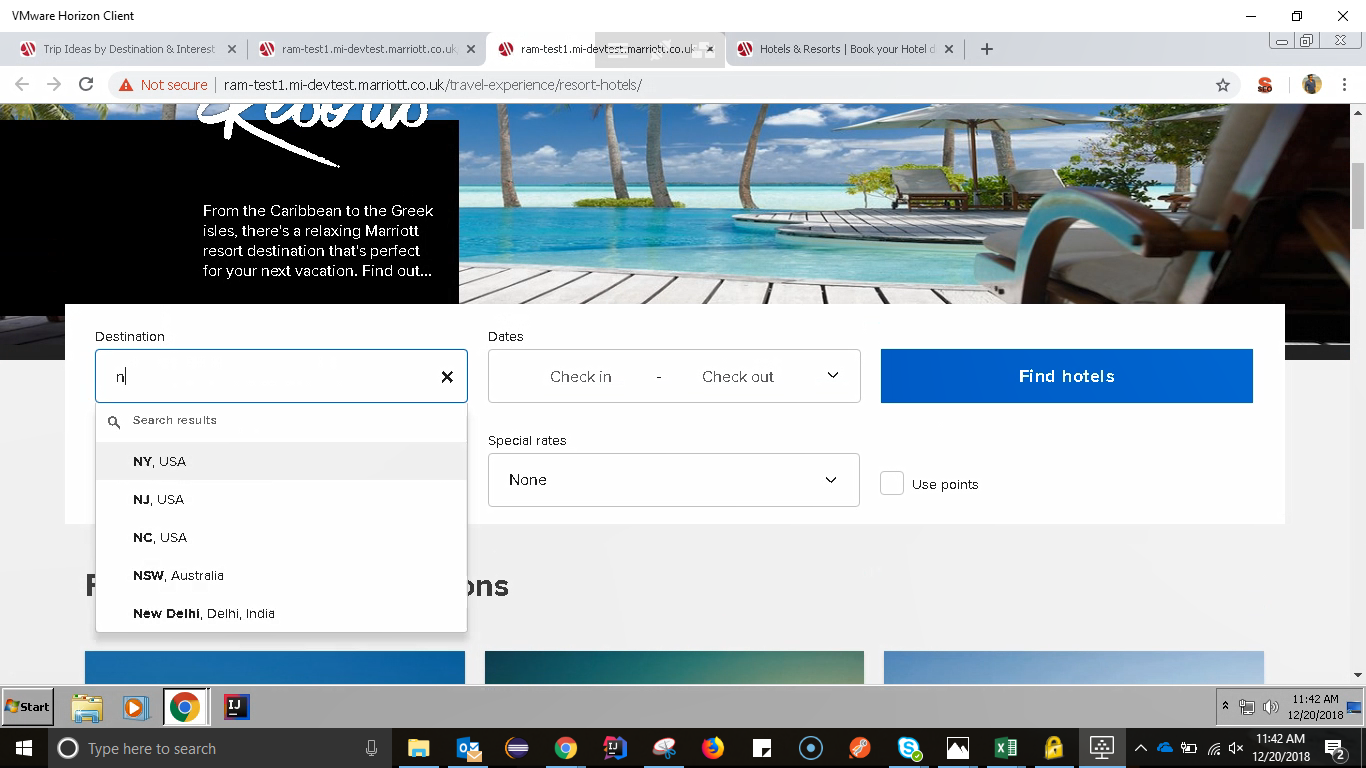 VMware Horizon Client
Trip Ideas by Destination & Interest
ram-test1.mi-devtest.marriott.co.uk
ram-test1.mi-devtest.marriott.co.uk
Hotels & Resorts | Book your Hotel d
Not secure
ram-test1.mi-devtest.marriott.co.uk/travel-experience/resort-hotels/
SEO
Resorts
From the Caribbean to the Greek
isles, there's a relaxing Marriott
resort destination that's perfect
for your next vacation. Find out...
Destination
Dates
n
Check in - Check out
Find hotels
Search results
Special rates
NY, USA
None
Use points
NJ, USA
NC, USA
NSW, Australia
F
ons
New Delhi, Delhi, India
Start
IJ
11:42 AM
12/20/2018
Type here to search
IJ
11:42 AM
12/20/2018
2